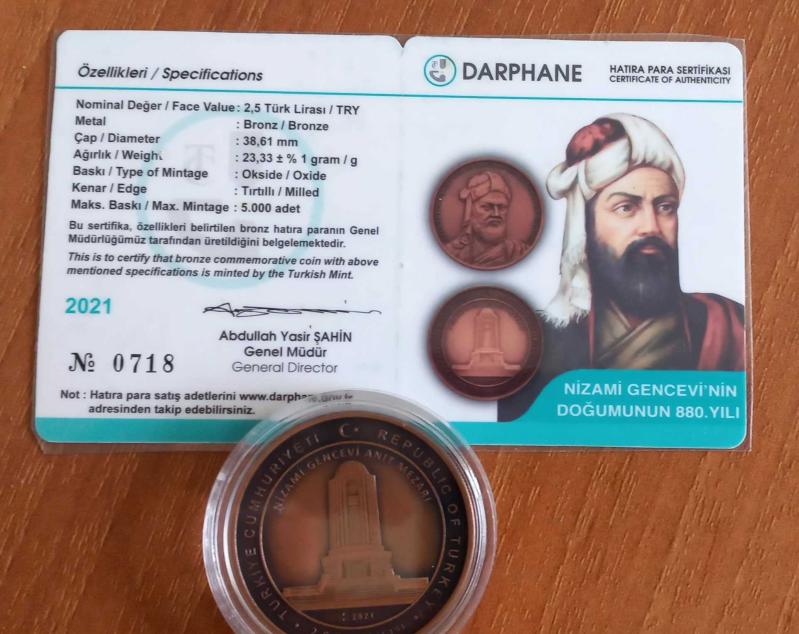 Özellikleri / Specifications
Nominal Değer / Face Value : 2,5 Türk Lirası / TRY
Metal : Bronz / Bronze
Çap / Diameter : 38,61 mm
Ağırlık / Weight : 23,33 ± % 1 gram / g
Baskı / Type of Mintage : Okside / Oxide
Kenar / Edge : Tırtıllı / Milled
Maks. Baskı / Max. Mintage : 5.000 adet
Bu sertifika, özellikleri belirtilen bronz hatıra paranın Genel
Müdürlüğümüz tarafından üretildiğini belgelemektedir.
This is to certify that bronze commemorative coin with above
mentioned specifications is minted by the Turkish Mint.
2021
Abdullah Yasir ŞAHİN
Genel Müdür
General Director
№ 0718
Not : Hatıra para satış adetlerini www.darphane.gov.tr
adresinden takip edebilirsiniz.
DARPHANE
HATIRA PARA SERTİFİKASI
CERTIFICATE OF AUTHENTICITY
NİZAMİ GENCEVİ'NİN
DOĞUMUNUN 880.YILI
TÜRKİYE CUMHURİYETİ
REPUBLIC OF TURKEY
NİZAMİ GENCEVİ ANIT MEZARI
2021